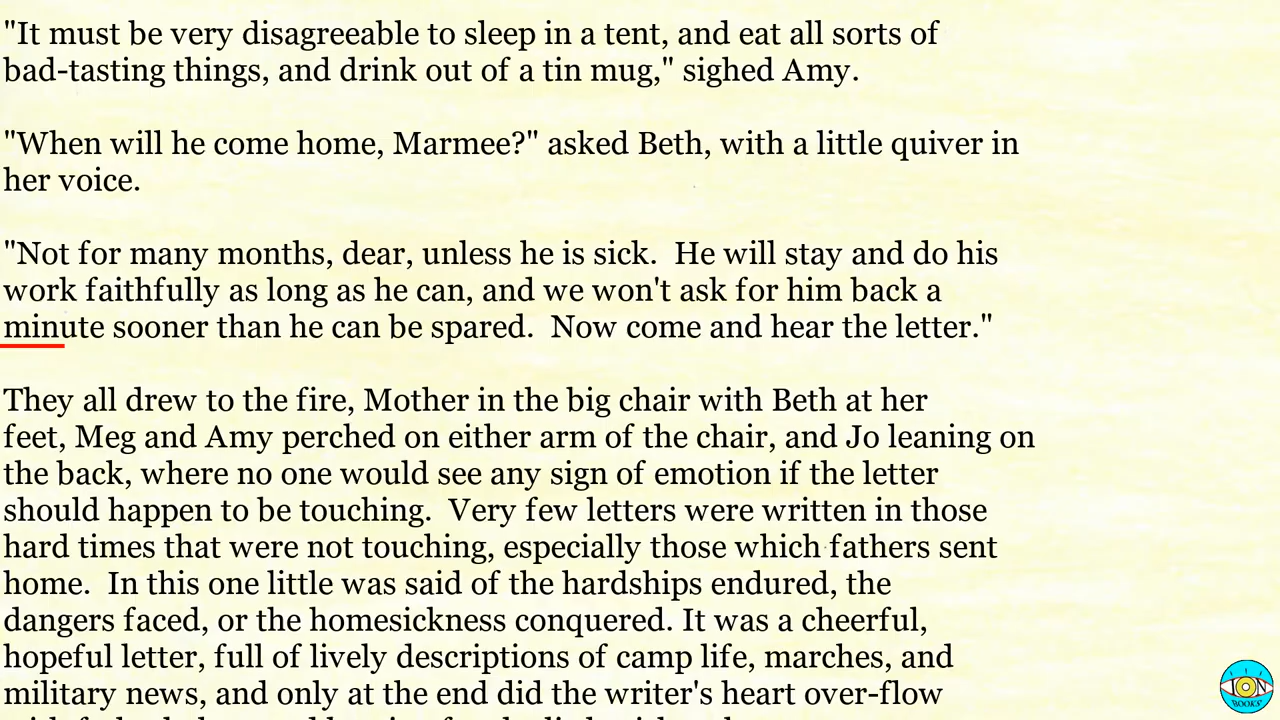 "It must be very disagreeable to sleep in a tent, and eat all sorts of
bad-tasting things, and drink out of a tin mug," sighed Amy.
"When will he come home, Marmee?" asked Beth, with a little quiver in
her voice.
"Not for many months, dear, unless he is sick.  He will stay and do his
work faithfully as long as he can, and we won't ask for him back a
minute sooner than he can be spared.  Now come and hear the letter."
They all drew to the fire, Mother in the big chair with Beth at her
feet, Meg and Amy perched on either arm of the chair, and Jo leaning on
the back, where no one would see any sign of emotion if the letter
should happen to be touching.  Very few letters were written in those
hard times that were not touching, especially those which fathers sent
home.  In this one little was said of the hardships endured, the
dangers faced, or the homesickness conquered. It was a cheerful,
hopeful letter, full of lively descriptions of camp life, marches, and
military news, and only at the end did the writer's heart over-flow
ION
BOOKS